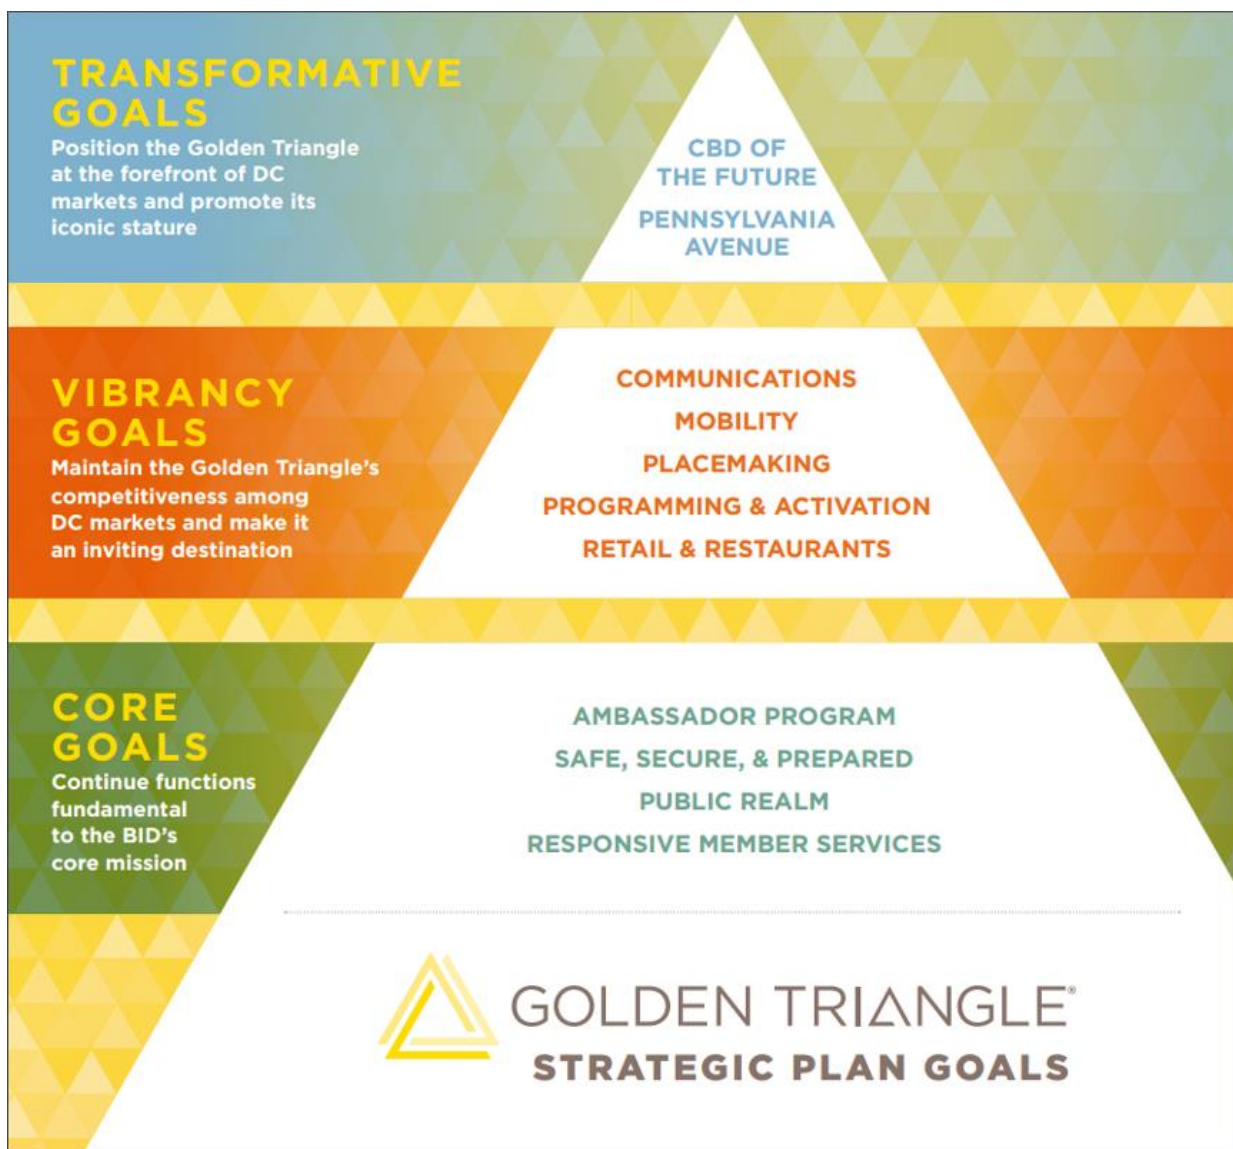 TRANSFORMATIVE
GOALS
Position the Golden Triangle
at the forefront of DC
markets and promote its
iconic stature
CBD OF
THE FUTURE
PENNSYLVANIA
AVENUE
VIBRANCY
GOALS
Maintain the Golden Triangle's
competitiveness among
DC markets and make it
an inviting destination
COMMUNICATIONS
MOBILITY
PLACEMAKING
PROGRAMMING & ACTIVATION
RETAIL & RESTAURANTS
CORE
GOALS
Continue functions
fundamental
to the BID's
core mission
AMBASSADOR PROGRAM
SAFE, SECURE, & PREPARED
PUBLIC REALM
RESPONSIVE MEMBER SERVICES
GOLDEN TRIANGLE®
STRATEGIC PLAN GOALS